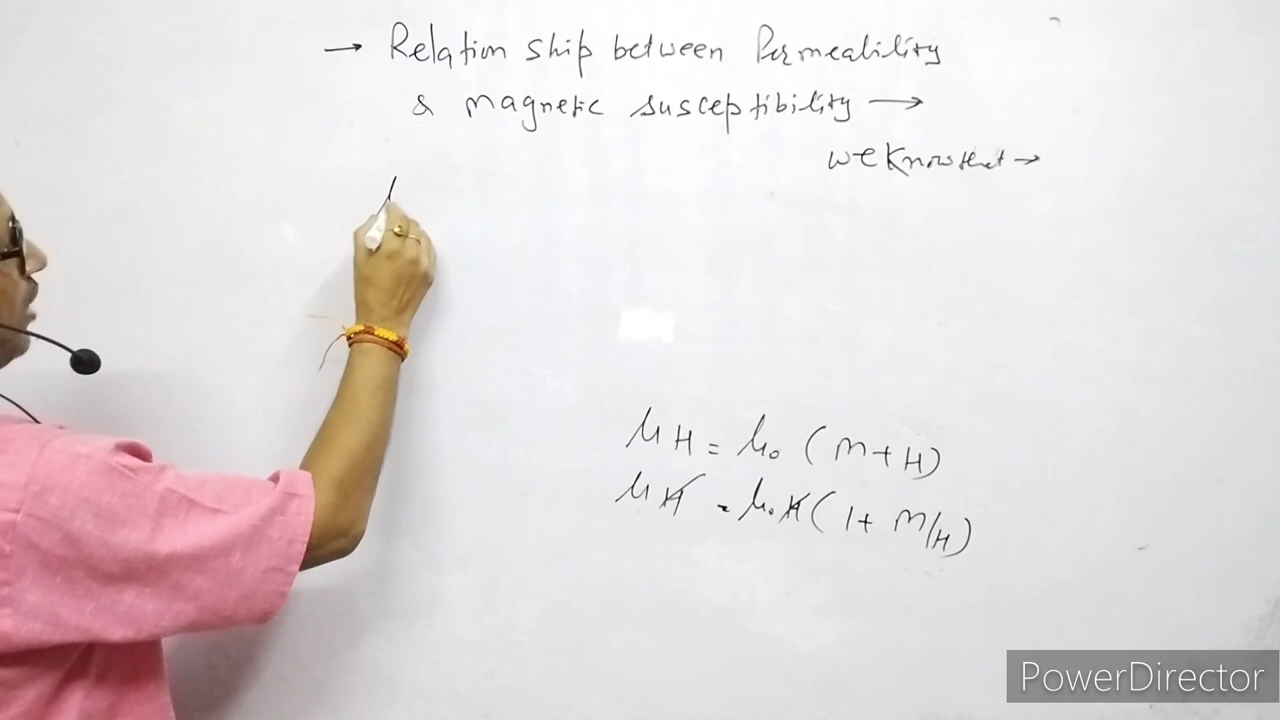 → Relation ship between Permeability
& magnetic susceptibility →
we know that →
μH = μ₀ (m+H)
μH = μ₀H(1+ m/H)
PowerDirector